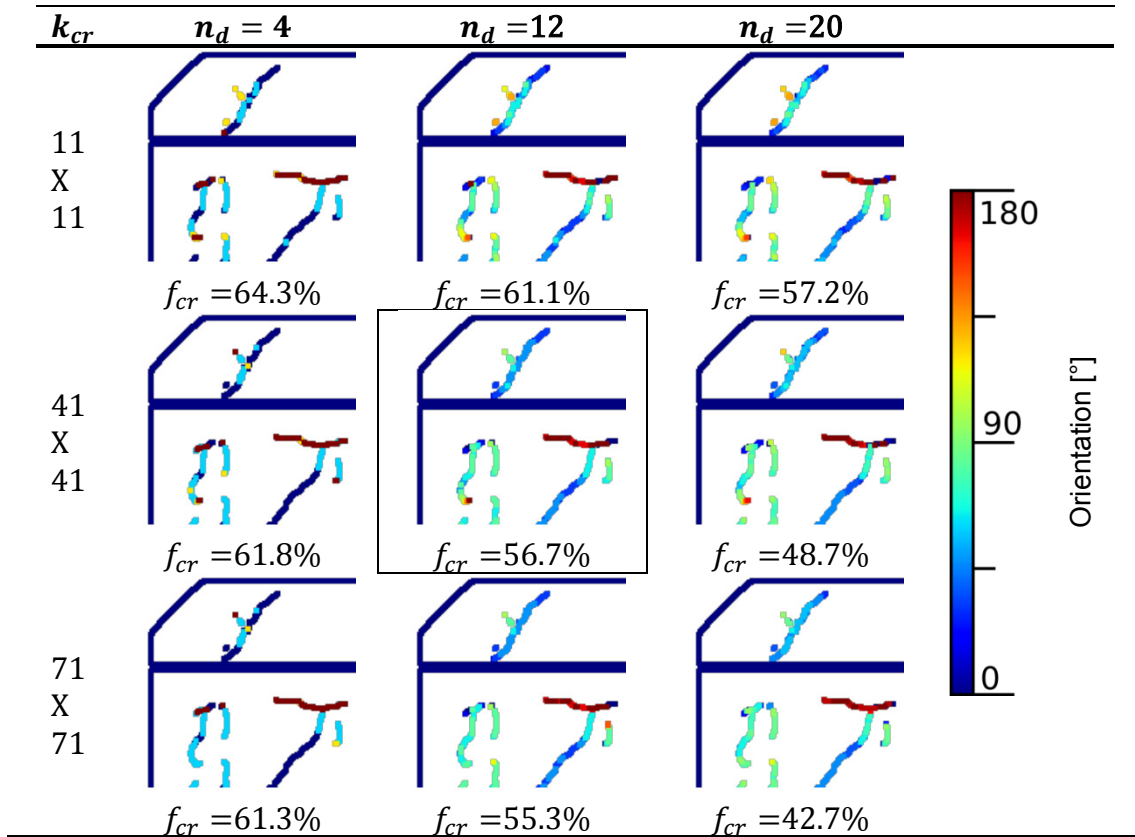 k_cr n_d = 4 n_d =12 n_d =20
11
X
11
f_cr =64.3% f_cr =61.1% f_cr =57.2%
41
X
41
f_cr =61.8% f_cr =56.7% f_cr =48.7%
71
X
71
f_cr =61.3% f_cr =55.3% f_cr =42.7%
180
90
0
Orientation [°]